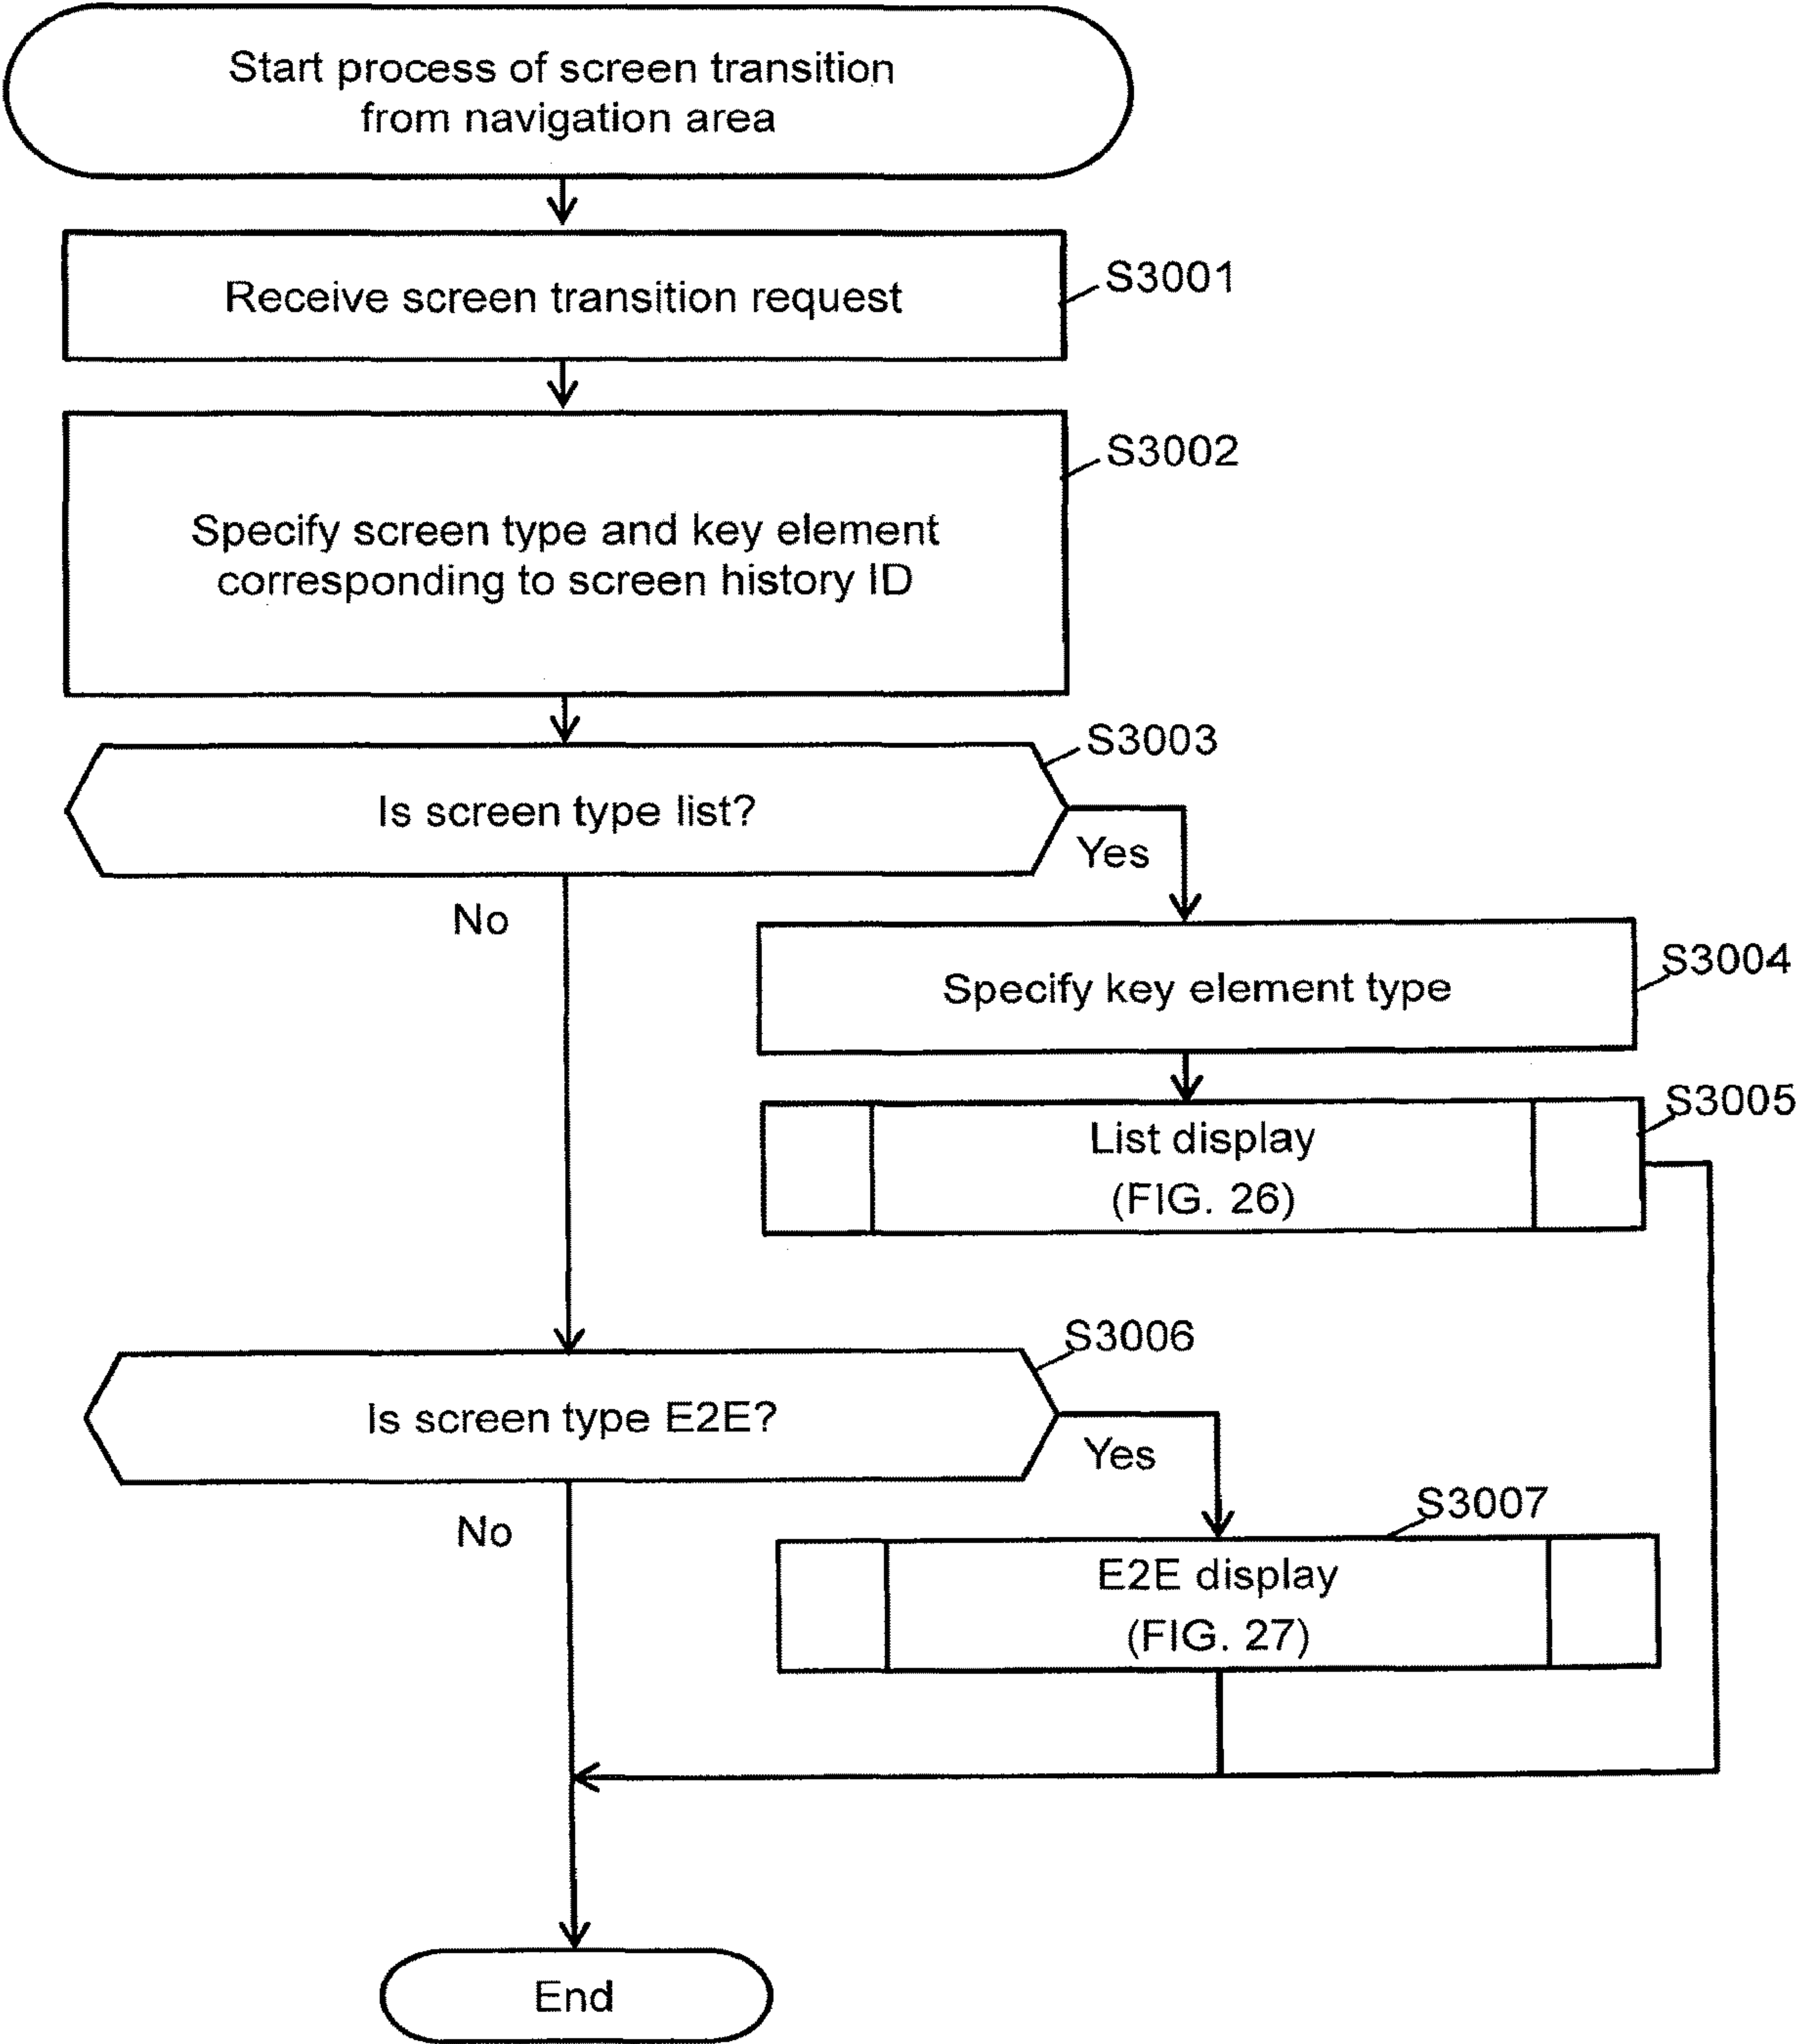 Start process of screen transition
from navigation area
Receive screen transition request
S3001
Specify screen type and key element
corresponding to screen history ID
S3002
Is screen type list?
S3003
Yes
No
Specify key element type
S3004
List display
(FIG. 26)
S3005
Is screen type E2E?
S3006
Yes
No
E2E display
(FIG. 27)
S3007
End